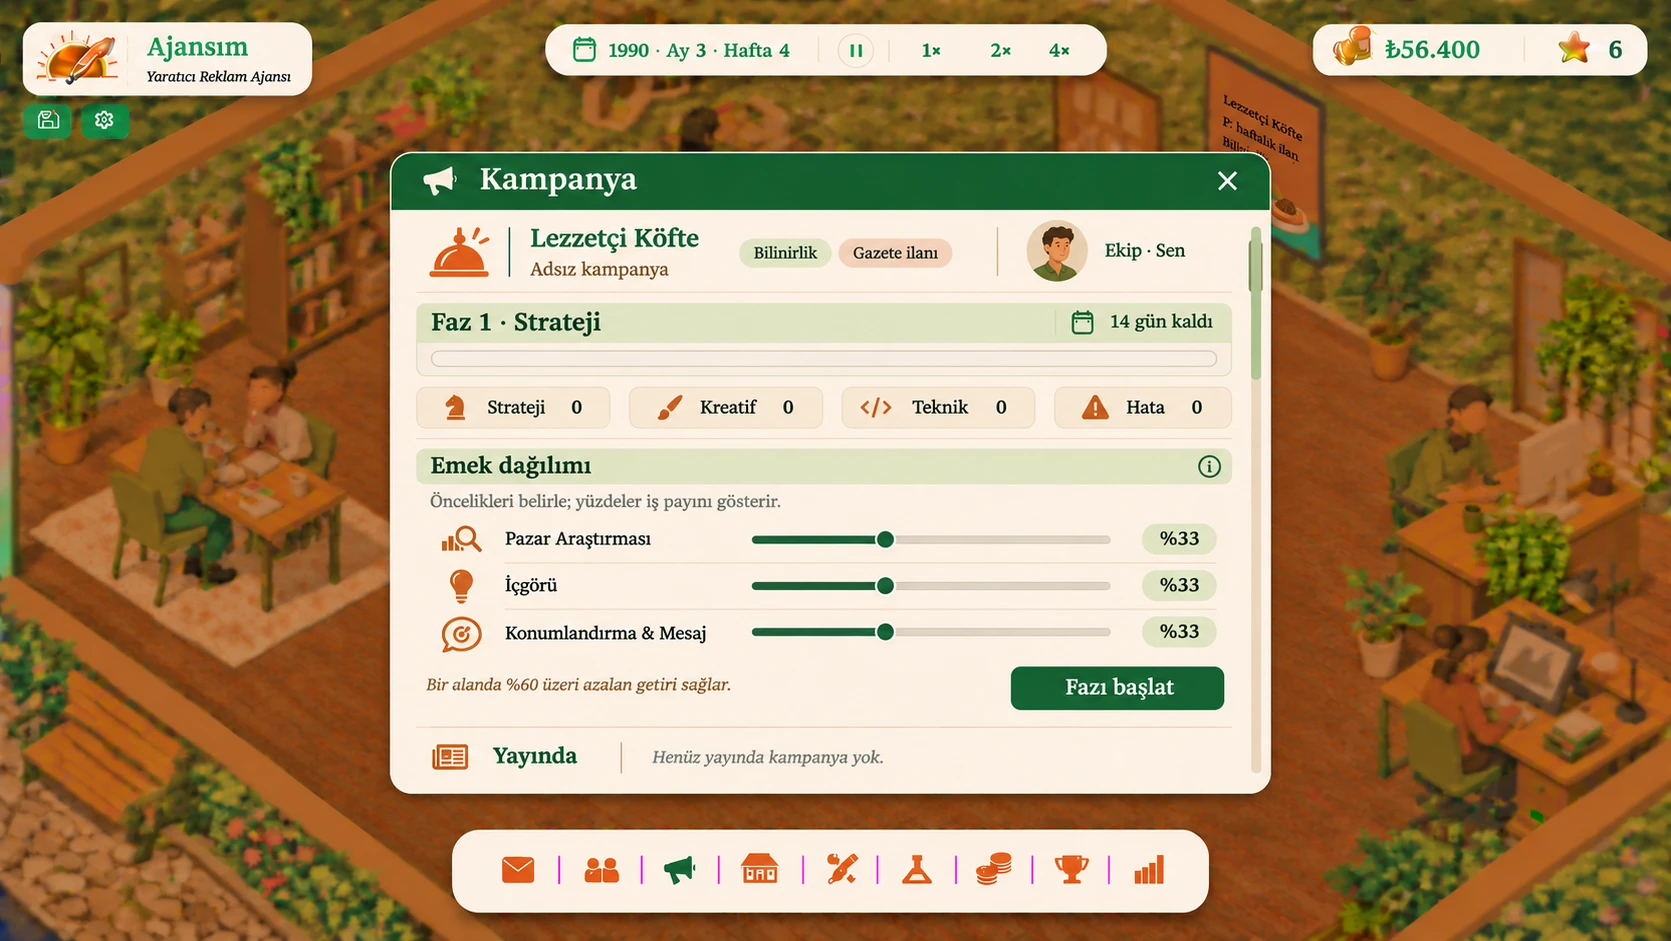 Ajansım
Yaratıcı Reklam Ajansı
1990 · Ay 3 · Hafta 4
1×
2×
4×
₺56.400
6
Lezzetçi Köfte
P: haftalık ilan
Kampanya
Lezzetçi Köfte
Adsız kampanya
Bilinirlik
Gazete ilanı
Ekip · Sen
Faz 1 · Strateji
14 gün kaldı
Strateji 0
Kreatif 0
Teknik 0
Hata 0
Emek dağılımı
Öncelikleri belirle; yüzdeler iş payını gösterir.
Pazar Araştırması
%33
İçgörü
%33
Konumlandırma & Mesaj
%33
Bir alanda %60 üzeri azalan getiri sağlar.
Fazı başlat
Yayında
Henüz yayında kampanya yok.